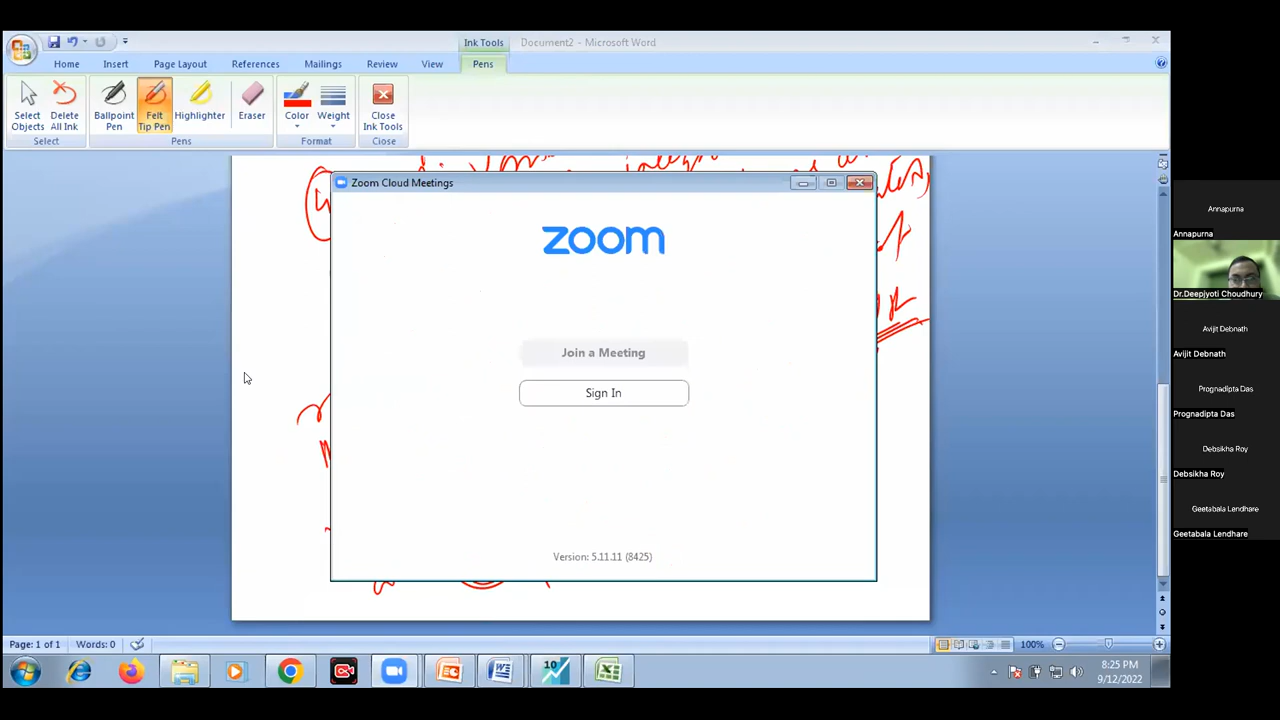 Ink Tools
Document2 - Microsoft Word
Home
Insert
Page Layout
References
Mailings
Review
View
Pens
Select
Objects
Delete
All Ink
Ballpoint
Pen
Felt
Tip Pen
Highlighter
Eraser
Color
Weight
Close
Ink Tools
Select
Pens
Format
Close
Zoom Cloud Meetings
zoom
Join a Meeting
Sign In
Version: 5.11.11 (8425)
Annapurna
Annapurna
Dr.Deepjyoti Choudhury
Avijit Debnath
Avijit Debnath
Prognadipta Das
Prognadipta Das
Debsikha Roy
Debsikha Roy
Geetabala Lendhare
Geetabala Lendhare
Page: 1 of 1
Words: 0
100%
10
8:25 PM
9/12/2022